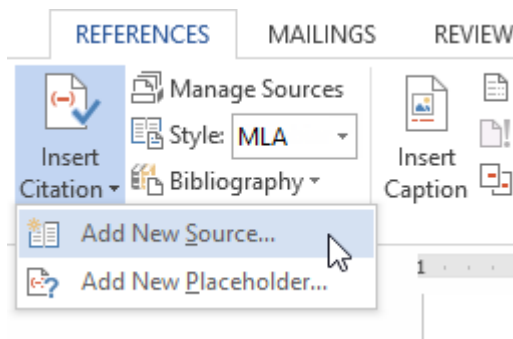 REFERENCES MAILINGS REVIEW
Manage Sources
Style: MLA
Insert Citation
Bibliography
Insert Caption
Add New Source...
Add New Placeholder...
1